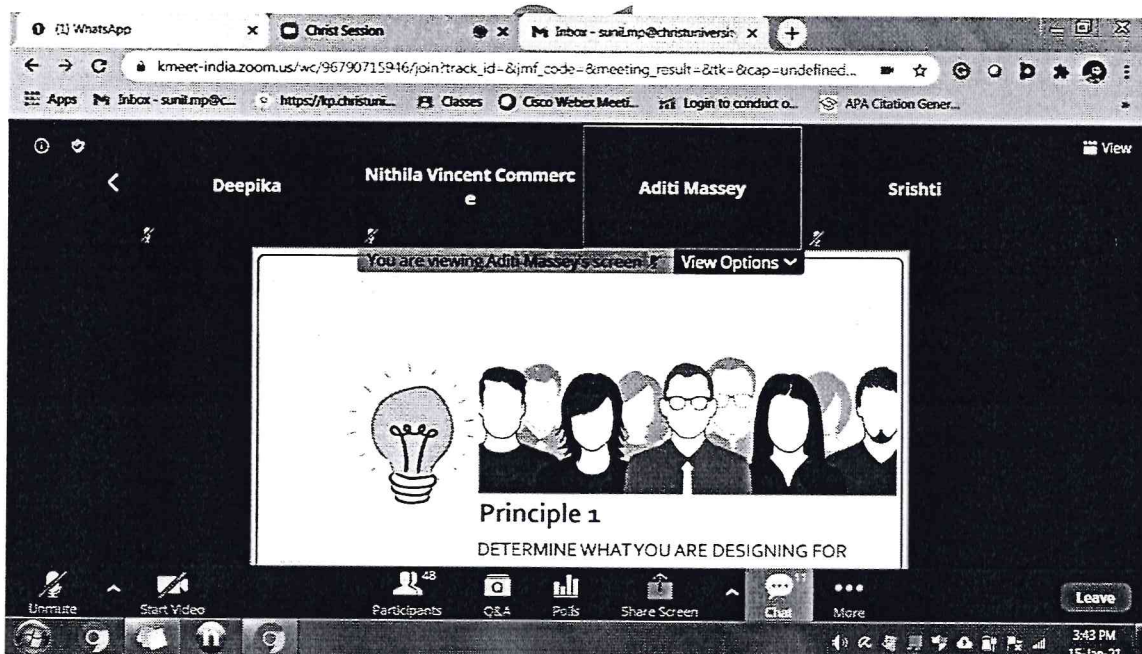 (1) WhatsApp
Christ Session
Inbox - sunil.mp@christuniversit
kmeet-india.zoom.us/wc/96790715946/join?track_id=&jmf_code=&meeting_result=&tk=&cap=undefined...
Apps
Inbox - sunil.mp@c...
https://kp.christuni...
Classes
Cisco Webex Meeti...
Login to conduct o...
APA Citation Gener...
View
Deepika
Nithila Vincent Commerc
e
Aditi Massey
Srishti
You are viewing Aditi Massey's screen
View Options
Principle 1
DETERMINE WHAT YOU ARE DESIGNING FOR
Unmute
Start Video
Participants
48
Q&A
Polls
Share Screen
Chat
11
More
Leave
3:43 PM
15-Jan-21